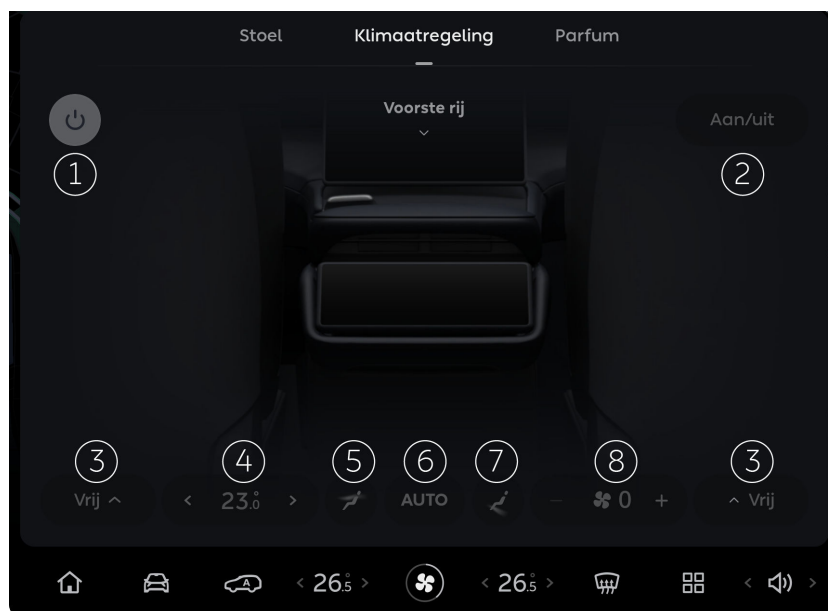 Stoel Klimaatregeling Parfum
Voorste rij
Aan/uit
1 2
3 4 5 6 7 8 3
Vrij < 23.0° > AUTO − 0 + Vrij
A < 26.5° > < 26.5° > < >